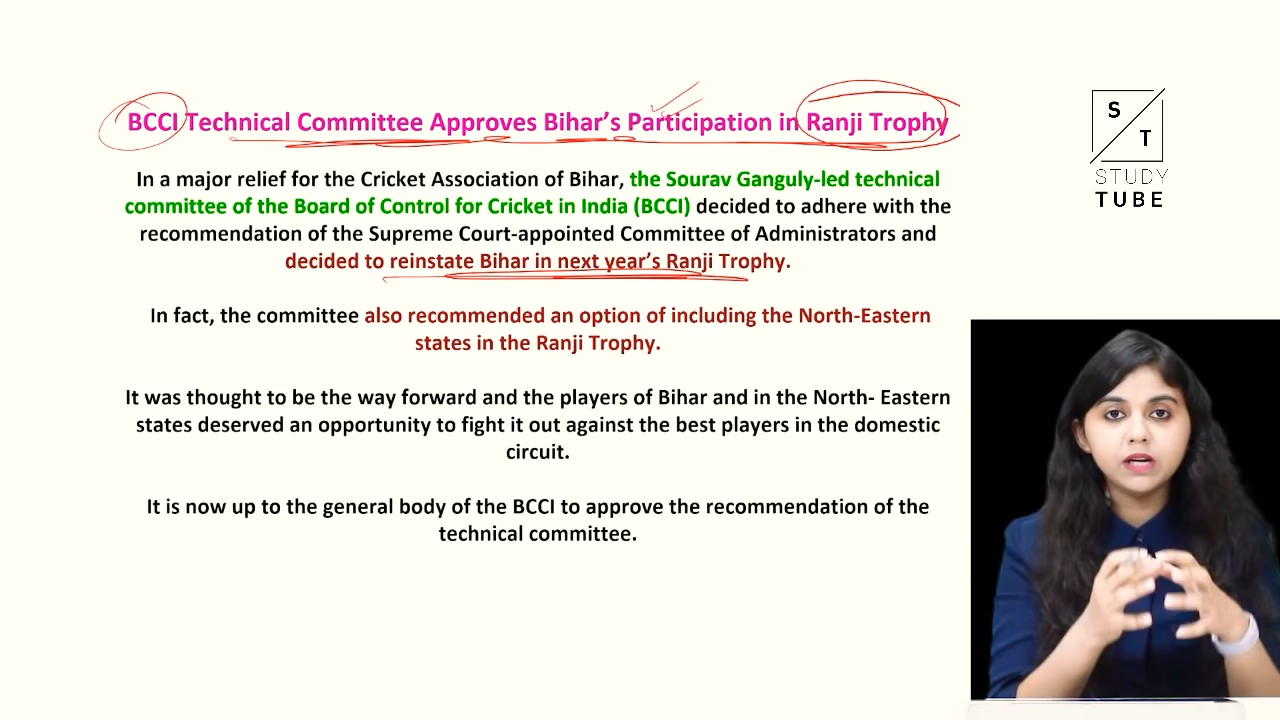 BCCI Technical Committee Approves Bihar's Participation in Ranji Trophy
In a major relief for the Cricket Association of Bihar, the Sourav Ganguly-led technical
committee of the Board of Control for Cricket in India (BCCI) decided to adhere with the
recommendation of the Supreme Court-appointed Committee of Administrators and
decided to reinstate Bihar in next year's Ranji Trophy.
In fact, the committee also recommended an option of including the North-Eastern
states in the Ranji Trophy.
It was thought to be the way forward and the players of Bihar and in the North- Eastern
states deserved an opportunity to fight it out against the best players in the domestic
circuit.
It is now up to the general body of the BCCI to approve the recommendation of the
technical committee.
S
T
STUDY
TUBE